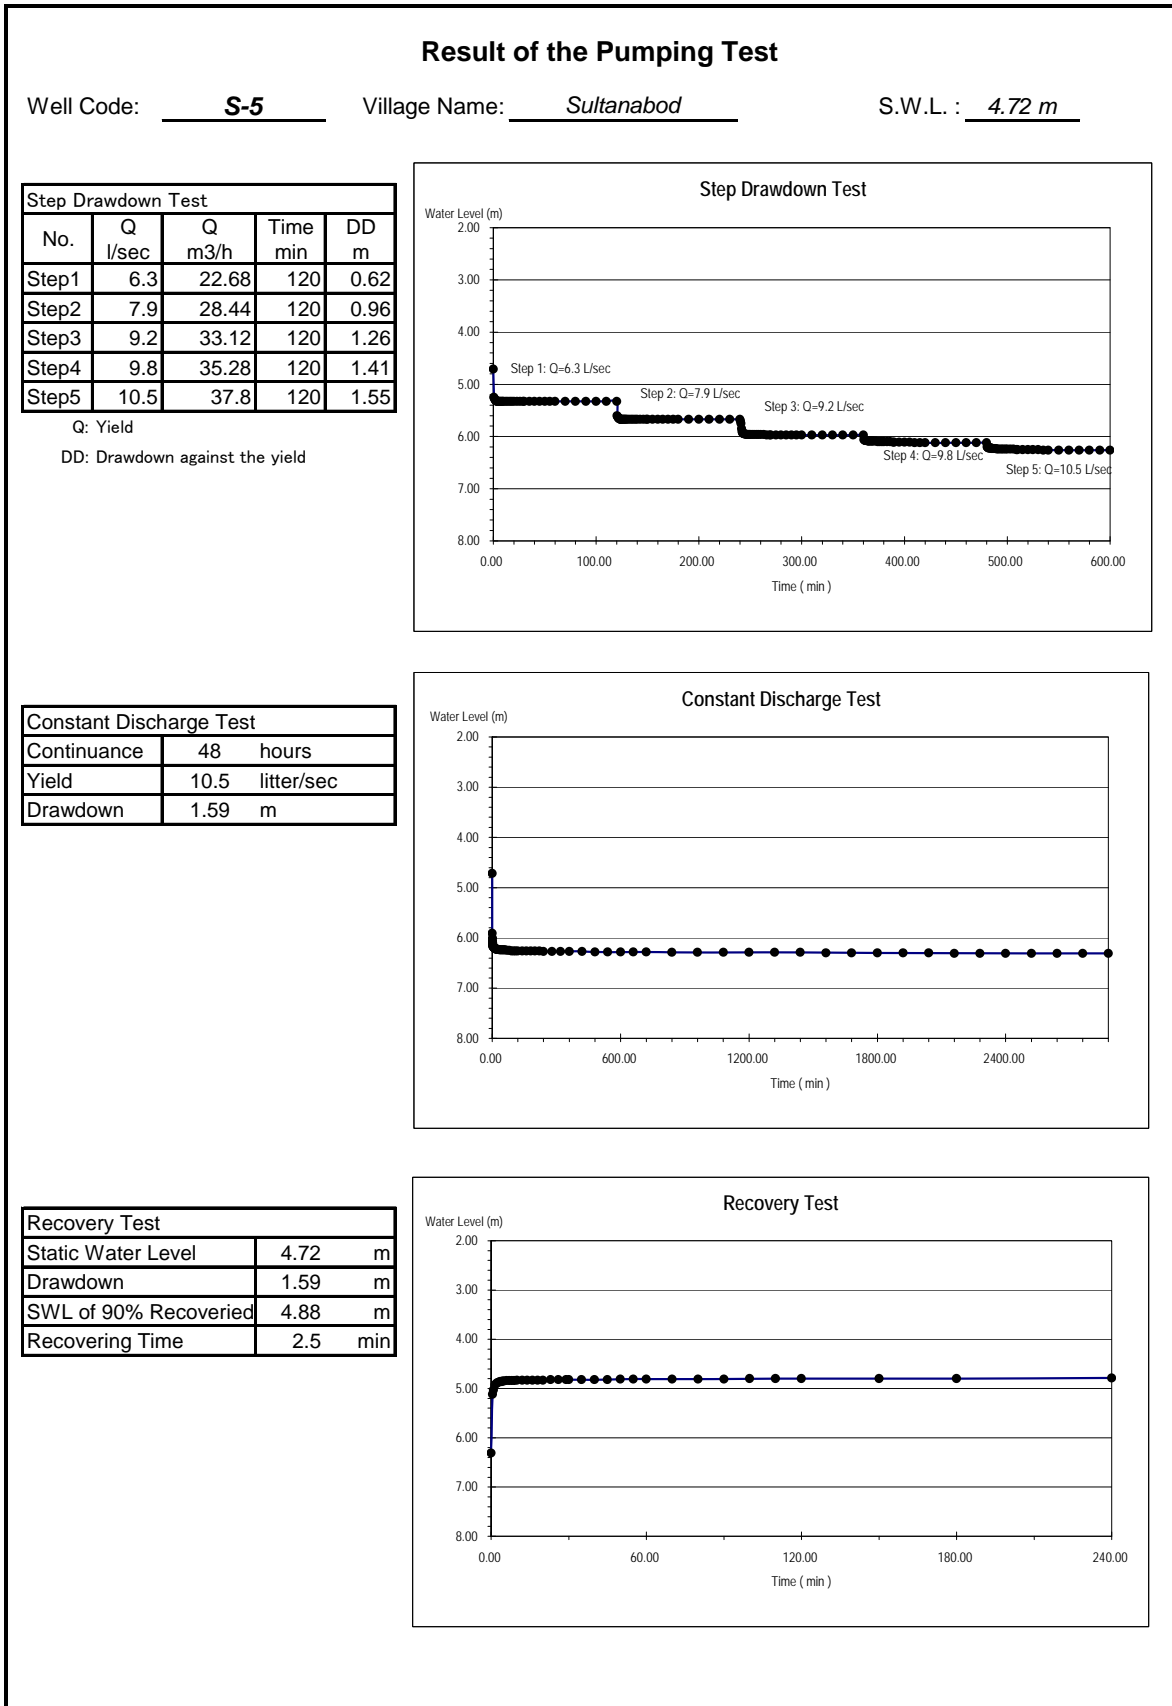 Result of the Pumping Test
Well Code: S-5 Village Name: Sultanabod S.W.L. : 4.72 m
Step Drawdown Test
No. Q l/sec Q m3/h Time min DD m
Step1 6.3 22.68 120 0.62
Step2 7.9 28.44 120 0.96
Step3 9.2 33.12 120 1.26
Step4 9.8 35.28 120 1.41
Step5 10.5 37.8 120 1.55
Q: Yield
DD: Drawdown against the yield
Step Drawdown Test
Water Level (m)
2.00
3.00
4.00
5.00
6.00
7.00
8.00
Step 1: Q=6.3 L/sec
Step 2: Q=7.9 L/sec
Step 3: Q=9.2 L/sec
Step 4: Q=9.8 L/sec
Step 5: Q=10.5 L/sec
0.00 100.00 200.00 300.00 400.00 500.00 600.00
Time ( min )
Constant Discharge Test
Continuance 48 hours
Yield 10.5 litter/sec
Drawdown 1.59 m
Constant Discharge Test
Water Level (m)
2.00
3.00
4.00
5.00
6.00
7.00
8.00
0.00 600.00 1200.00 1800.00 2400.00
Time ( min )
Recovery Test
Static Water Level 4.72 m
Drawdown 1.59 m
SWL of 90% Recoveried 4.88 m
Recovering Time 2.5 min
Recovery Test
Water Level (m)
2.00
3.00
4.00
5.00
6.00
7.00
8.00
0.00 60.00 120.00 180.00 240.00
Time ( min )